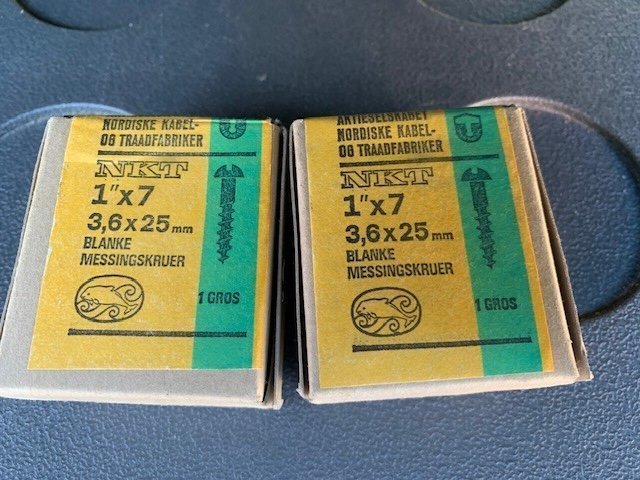 NORDISKE KABEL-
OG TRAADFABRIKER
NKT
1"x7
3,6x25mm
BLANKE
MESSINGSKRUER
1 GROS
AKTIESELSKABET
NORDISKE KABEL-
OG TRAADFABRIKER
NKT
1"x7
3,6x25mm
BLANKE
MESSINGSKRUER
1 GROS